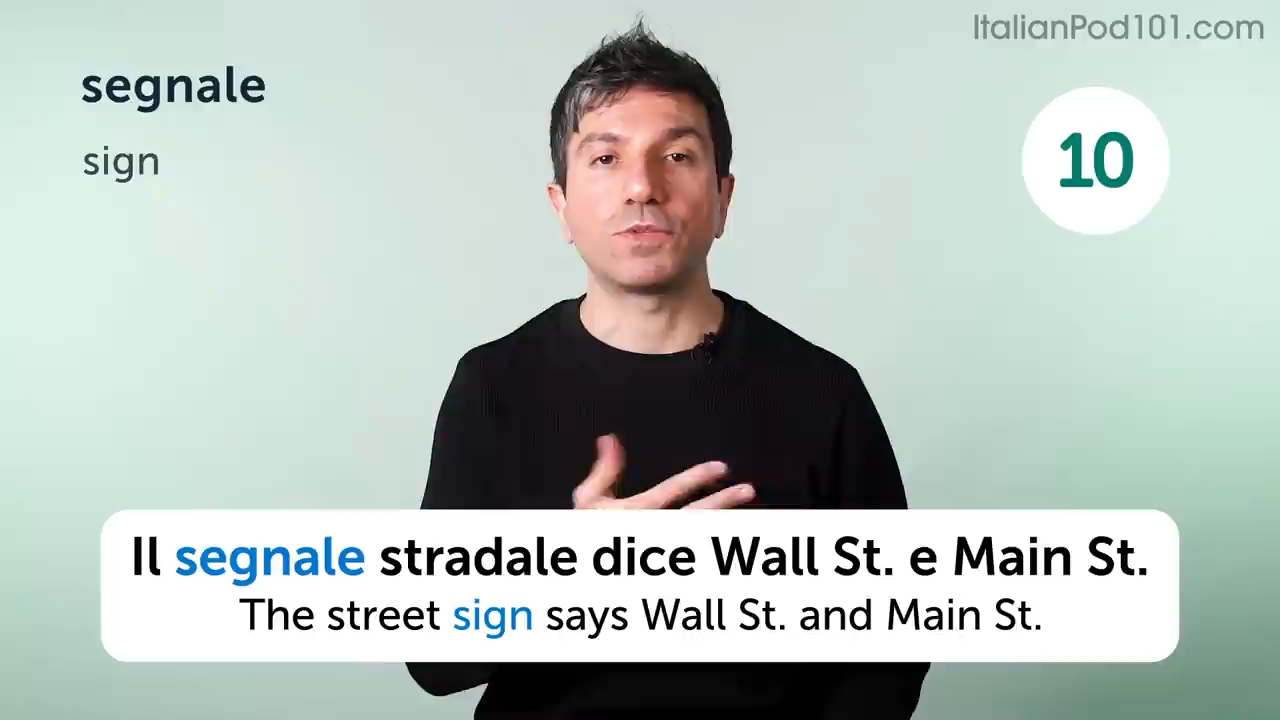 ItalianPod101.com
segnale
sign
10
Il segnale stradale dice Wall St. e Main St.
The street sign says Wall St. and Main St.